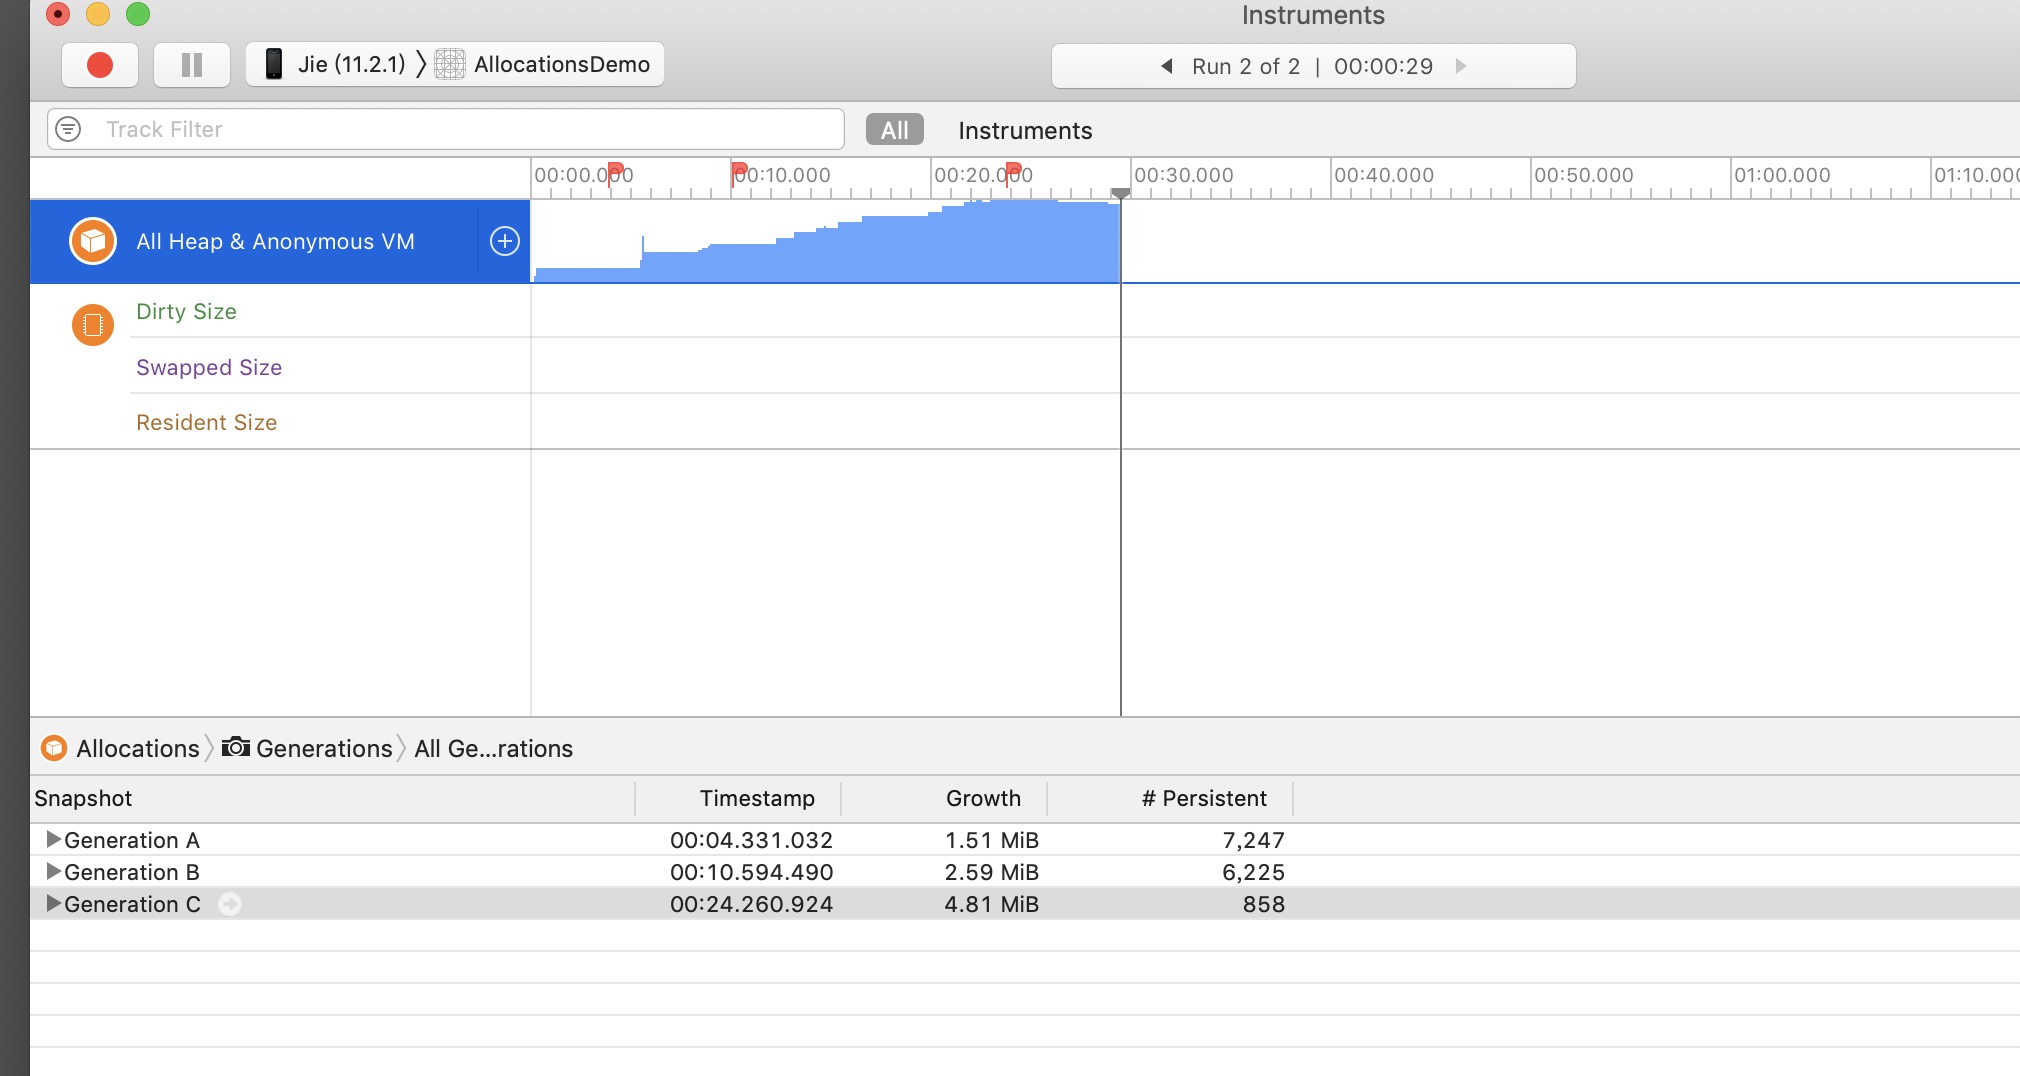 Instruments
Jie (11.2.1) 〉 AllocationsDemo
Run 2 of 2 | 00:00:29
Track Filter
All Instruments
00:00.000 00:10.000 00:20.000 00:30.000 00:40.000 00:50.000 01:00.000 01:10.000
All Heap & Anonymous VM
Dirty Size
Swapped Size
Resident Size
Allocations 〉 Generations 〉 All Ge...rations
Snapshot Timestamp Growth # Persistent
Generation A 00:04.331.032 1.51 MiB 7,247
Generation B 00:10.594.490 2.59 MiB 6,225
Generation C 00:24.260.924 4.81 MiB 858